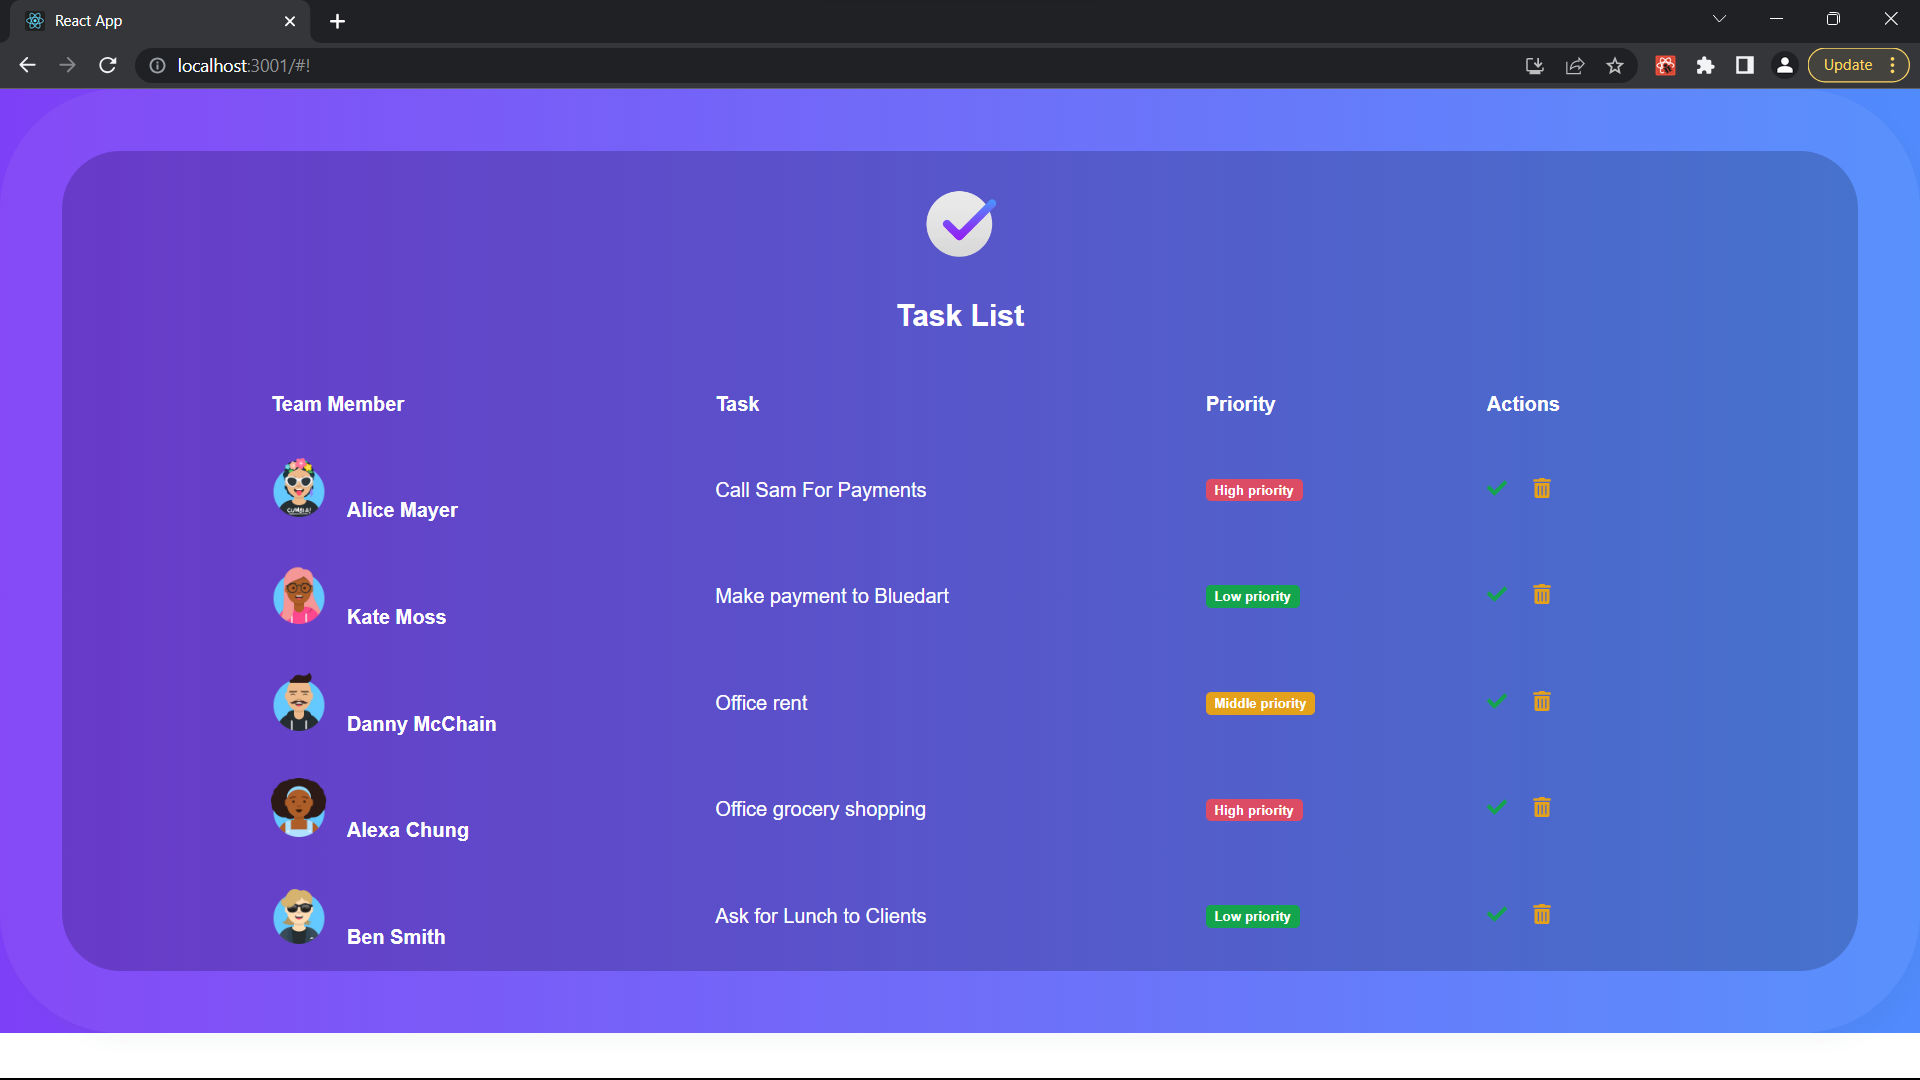 React App
localhost:3001/#!
Update
Task List
Team Member Task Priority Actions
Alice Mayer Call Sam For Payments High priority
Kate Moss Make payment to Bluedart Low priority
Danny McChain Office rent Middle priority
Alexa Chung Office grocery shopping High priority
Ben Smith Ask for Lunch to Clients Low priority